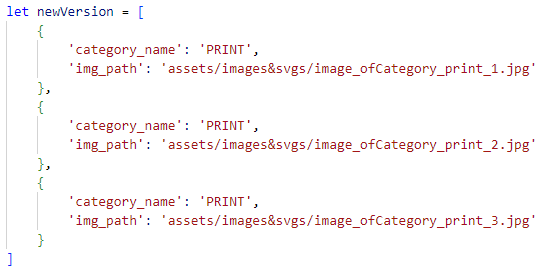 let newVersion = [
    {
        'category_name': 'PRINT',
        'img_path': 'assets/images&svgs/image_ofCategory_print_1.jpg'
    },
    {
        'category_name': 'PRINT',
        'img_path': 'assets/images&svgs/image_ofCategory_print_2.jpg'
    },
    {
        'category_name': 'PRINT',
        'img_path': 'assets/images&svgs/image_ofCategory_print_3.jpg'
    }
]